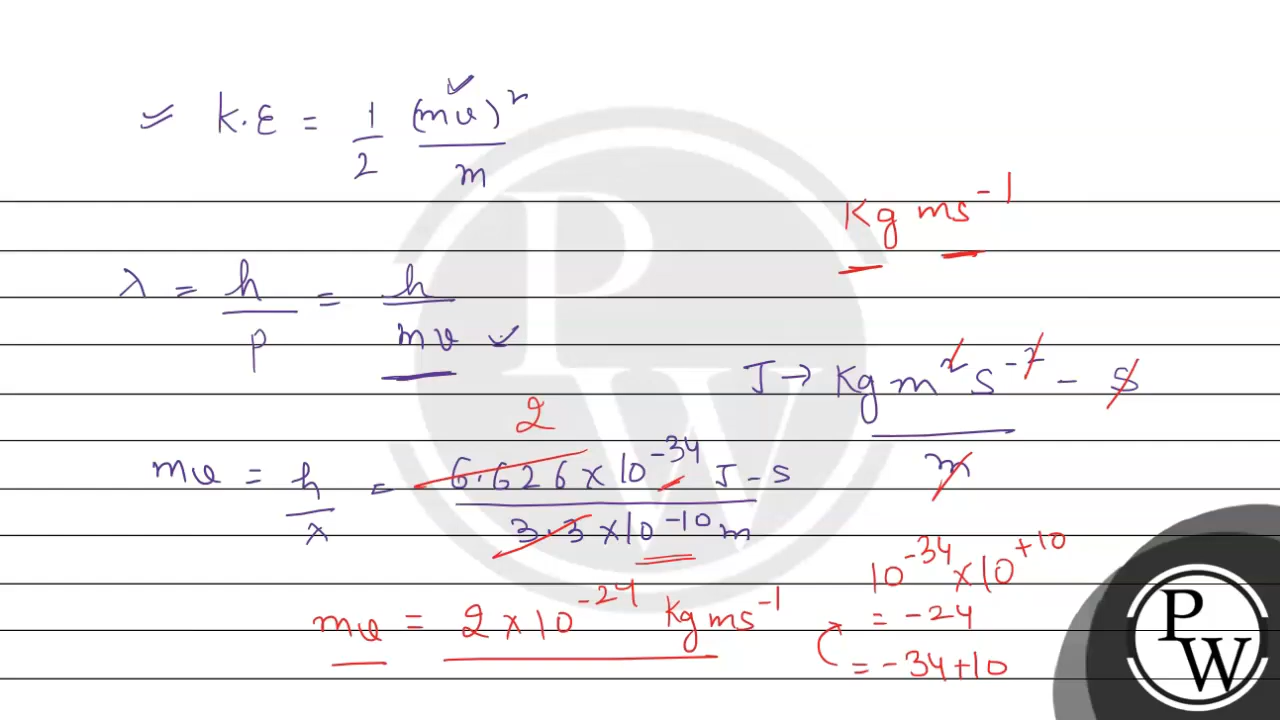 K.E = 1/2 (mv)²/m
Kg ms⁻¹
λ = h/p = h/mv
J → Kg m² s⁻² - s / m
2
mv = h/λ = 6.626 × 10⁻³⁴ J-s / 3.3 × 10⁻¹⁰ m
10⁻³⁴ × 10⁺¹⁰
= -24
= -34+10
mv = 2 × 10⁻²⁴ Kg ms⁻¹
P
W
P
W